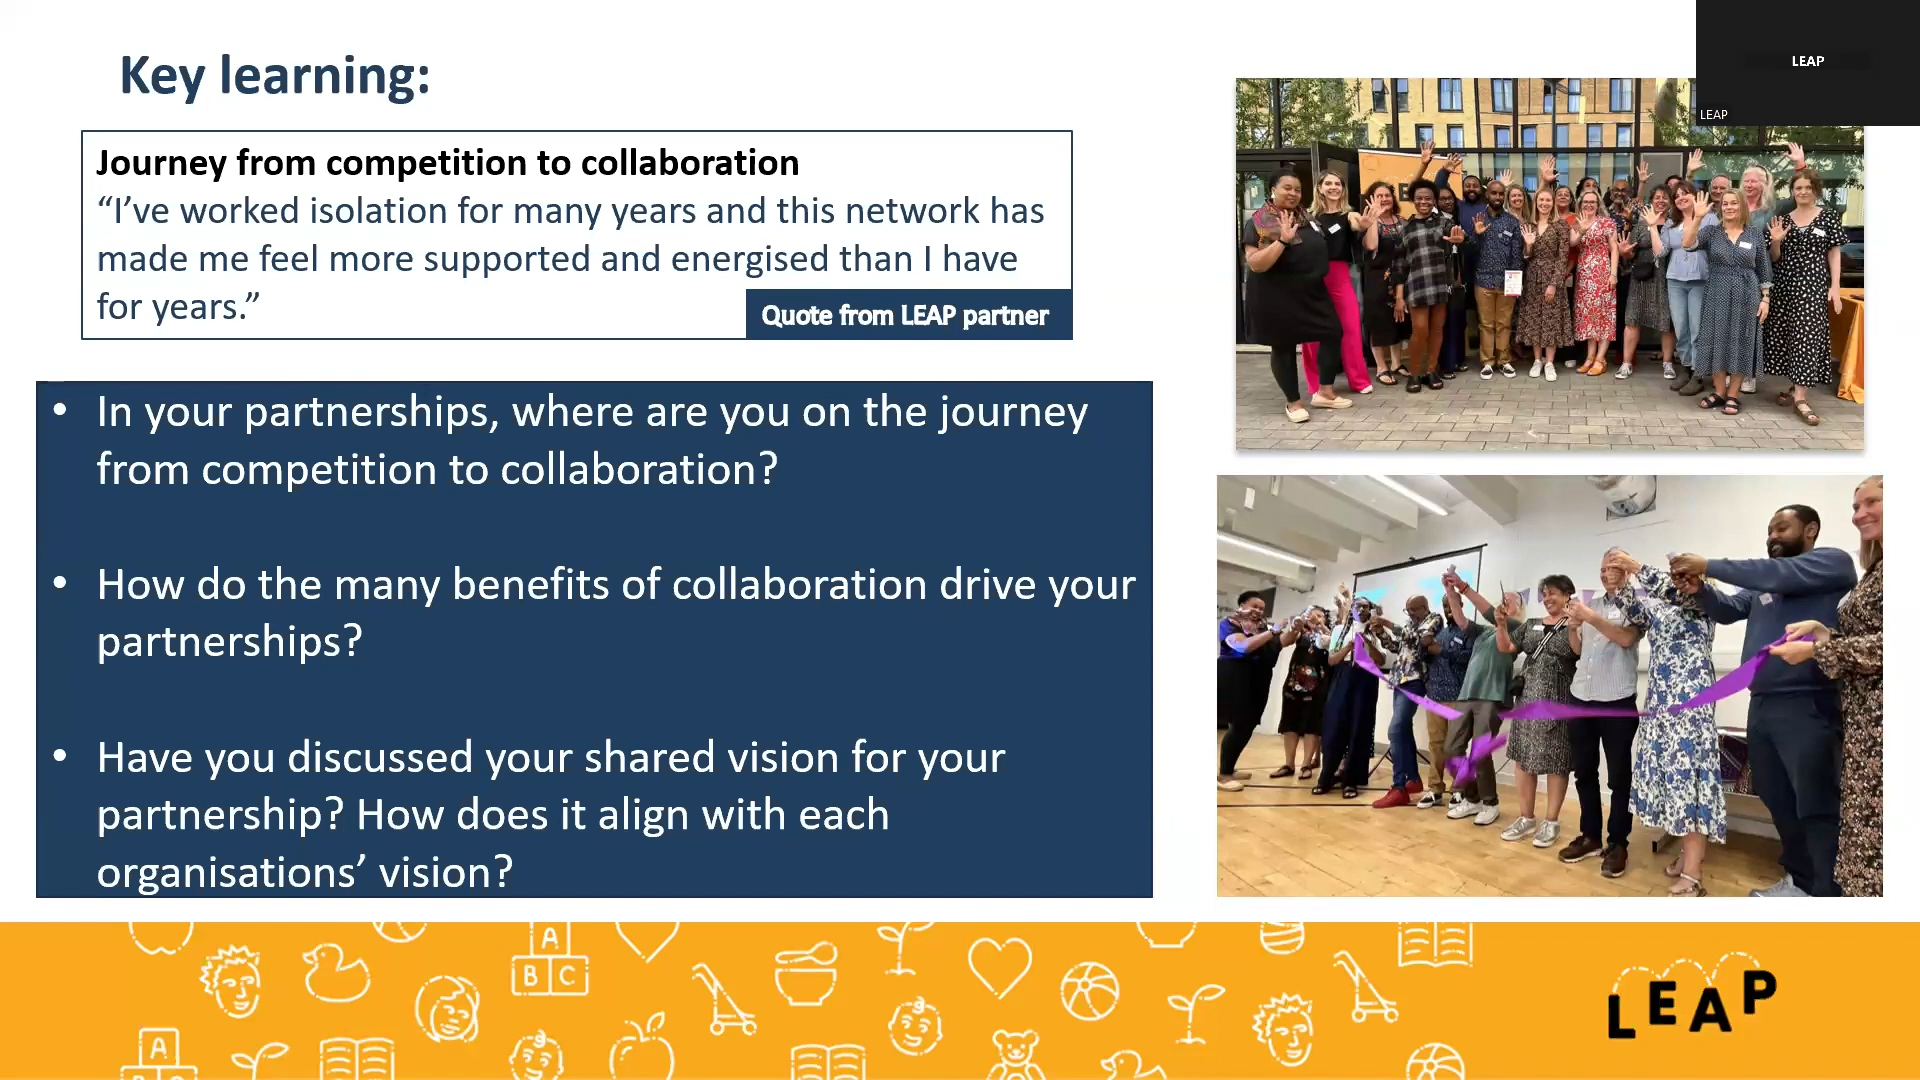 Key learning:
LEAP
LEAP
Journey from competition to collaboration
“I’ve worked isolation for many years and this network has
made me feel more supported and energised than I have
for years.”
Quote from LEAP partner
• In your partnerships, where are you on the journey
from competition to collaboration?
• How do the many benefits of collaboration drive your
partnerships?
• Have you discussed your shared vision for your
partnership? How does it align with each
organisations’ vision?
A
B C
A
LEAP